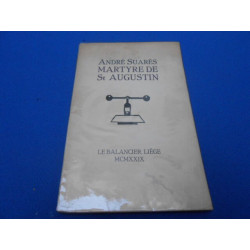 ANDRÉ SUARÈS
MARTYRE DE
St AUGUSTIN
LE BALANCIER LIÈGE
MCMXXIX